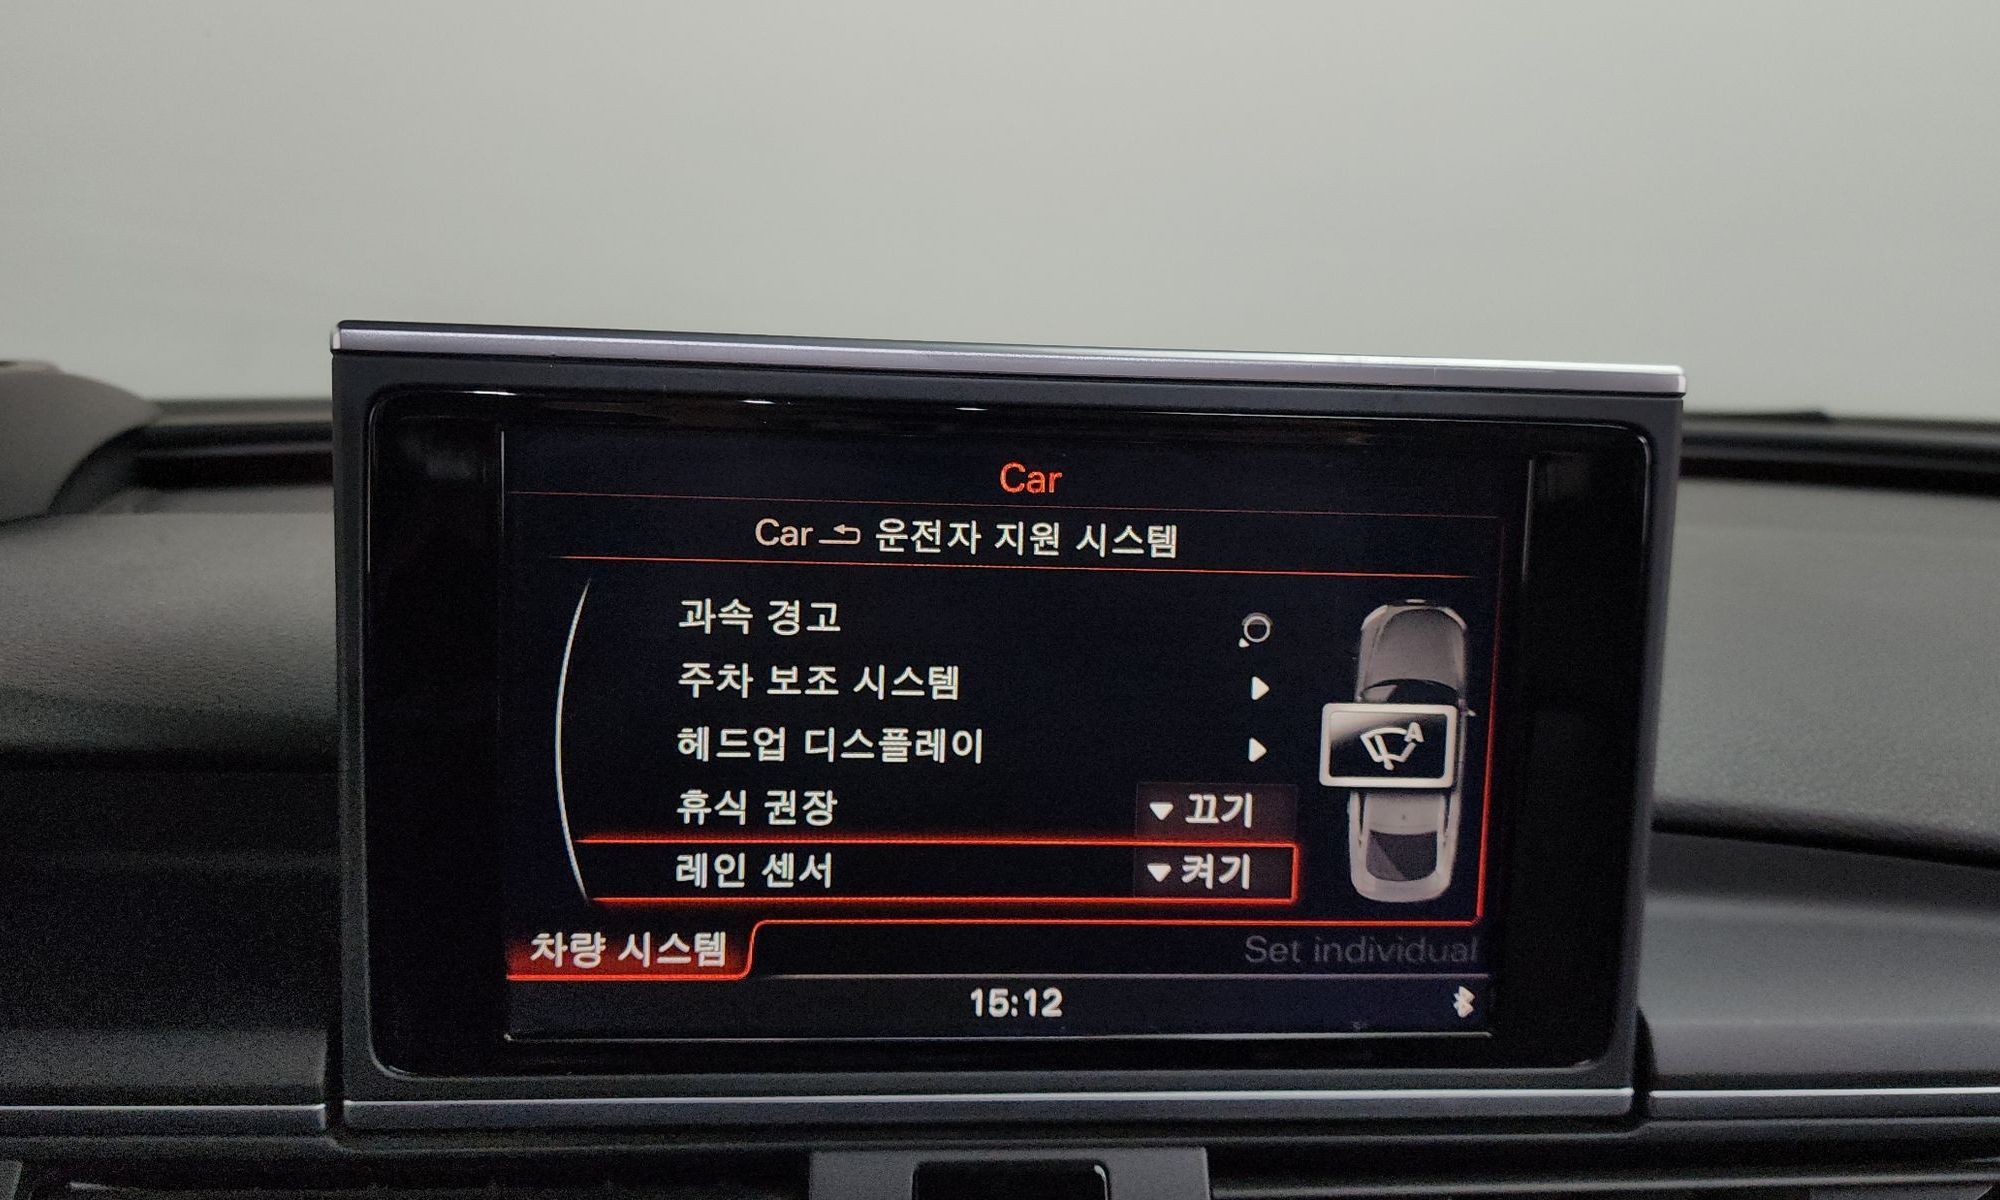 Car
Car 운전자 지원 시스템
과속 경고
주차 보조 시스템
헤드업 디스플레이
휴식 권장 끄기
레인 센서 켜기
A
차량 시스템 Set individual
15:12